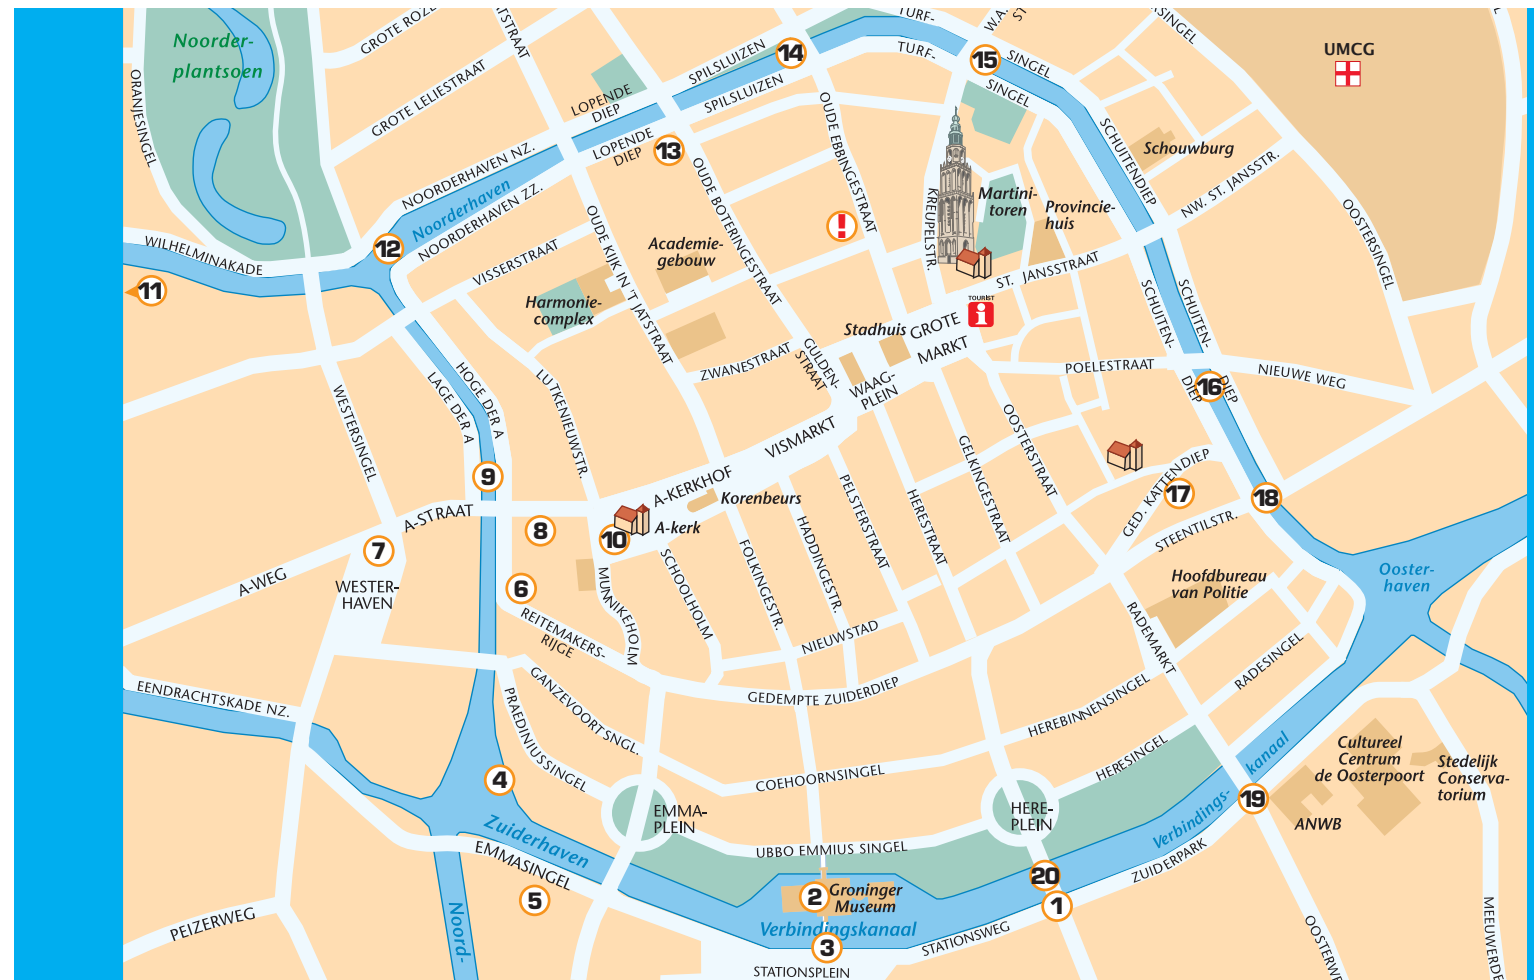 Noorder-
plantsoen
ORANJESINGEL
GROTE ROZE
GROTE LELIESTRAAT
TSTRAAT
LOPENDE
DIEP
SPILSLUIZEN
SPILSLUIZEN
14
TURF-
TURF-
W.A.
ST
SINGEL
15
SINGEL
SINGEL
UMCG
LOPENDE
DIEP
13
NOORDERHAVEN NZ.
Noorderhaven
NOORDERHAVEN ZZ.
12
WILHELMINAKADE
11
VISSERSTRAAT
OUDE KIJK IN 'T JATSTRAAT
OUDE BOTERINGESTRAAT
OUDE EBBINGESTRAAT
!
KREUPELSTR.
Martini-
toren
Provincie-
huis
Schouwburg
SCHUITENDIEP
NW. ST. JANSSTR.
OOSTERSINGEL
Academie-
gebouw
Harmonie-
complex
ST. JANSSTRAAT
TOURIST
i
Stadhuis
GROTE
MARKT
GULDEN-
STRAAT
WAAG-
PLEIN
ZWANESTRAAT
SCHUITEN-
DIEP
SCHUITEN-
DIEP
16
POELESTRAAT
NIEUWE WEG
WESTERSINGEL
LAGE DER A
HOGE DER A
LUTKENIEUWSTR.
VISMARKT
A-KERKHOF
Korenbeurs
A-kerk
10
9
8
A-STRAAT
7
A-WEG
WESTER-
HAVEN
6
REITEMAKERS-
RIJGE
MUNNIKEHOLM
SCHOOLHOLM
FOLKINGESTR.
HADDINGESTR.
PELSTERSTRAAT
HERESTRAAT
GELKINGESTRAAT
OOSTERSTRAAT
GED. KATTENDIEP
17
18
STEENTILSTR.
Hoofdbureau
van Politie
Ooster-
haven
RADEMARKT
RADESINGEL
NIEUWSTAD
GEDEMPTE ZUIDERDIEP
EENDRACHTSKADE NZ.
GANZEVOORTSNGL.
PRAEDINIUSSINGEL
HEREBINNENSINGEL
HERESINGEL
COEHOORNSINGEL
4
Zuiderhaven
EMMA-
PLEIN
HERE-
PLEIN
UBBO EMMIUS SINGEL
Verbindings-
kanaal
19
ANWB
Cultureel
Centrum
de Oosterpoort
Stedelijk
Conserva-
torium
EMMASINGEL
5
PEIZERWEG
Noord-
2
Groninger
Museum
Verbindingskanaal
3
STATIONSPLEIN
STATIONSWEG
20
1
ZUIDERPARK
OOSTERW
MEEUWERDE